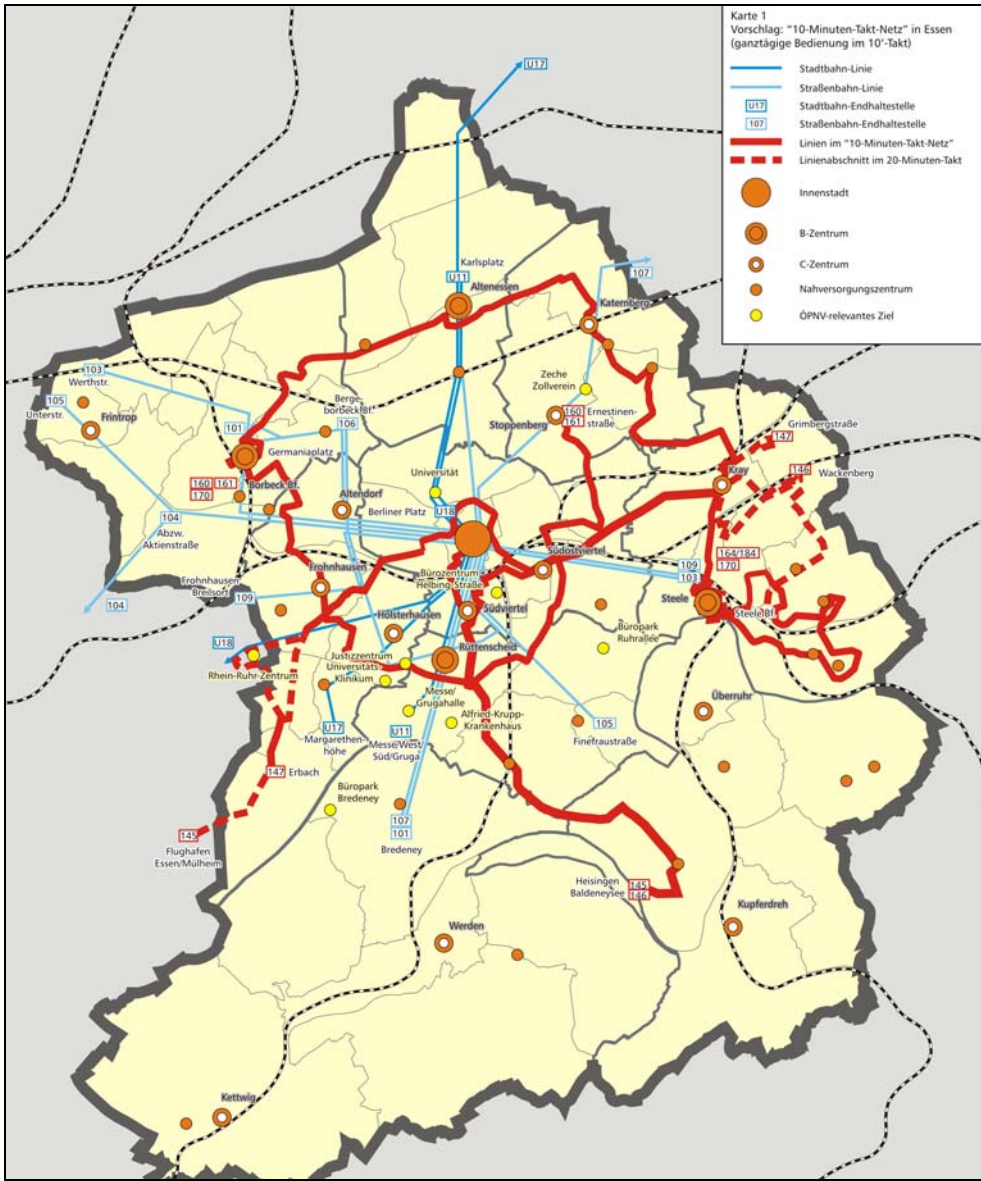 Karte 1
Vorschlag: "10-Minuten-Takt-Netz" in Essen
(ganztägige Bedienung im 10'-Takt)
Stadtbahn-Linie
Straßenbahn-Linie
U17 Stadtbahn-Endhaltestelle
107 Straßenbahn-Endhaltestelle
Linien im "10-Minuten-Takt-Netz"
Linienabschnitt im 20-Minuten-Takt
Innenstadt
B-Zentrum
C-Zentrum
Nahversorgungszentrum
ÖPNV-relevantes Ziel
U17
Karlsplatz
U11
Altenessen
107
Katernberg
Zeche
Zollverein
103
Werthstr.
105
Unterstr.
Frintrop
Berge-
borbeck Bf.
106
101
Germaniaplatz
160 161
170
Borbeck Bf.
Stoppenberg
160
161
Ernestinen-
straße
Grimbergstraße
147
146
Wackenberg
Kray
Universität
U18
Altendorf
Berliner Platz
104
Abzw.
Aktienstraße
104
Frohnhausen
Breilsort
109
Frohnhausen
Bürozentrum
Helbing-Straße
Südostviertel
Südviertel
164/184
170
109
103
Steele
Steele Bf.
Holsterhausen
Büropark
Ruhrallee
U18
Rhein-Ruhr-Zentrum
Justizzentrum
Universitäts-
Klinikum
Rüttenscheid
Messe/
Grugahalle
Alfried-Krupp-
Krankenhaus
U17
Margarethen-
höhe
U11
Messe/West/
Süd/Gruga
105
Finefraustraße
Überruhr
147
Erbach
Büropark
Bredeney
107
101
Bredeney
145
Flughafen
Essen/Mülheim
Heisingen
Baldeneysee
145
146
Kupferdreh
Werden
Kettwig